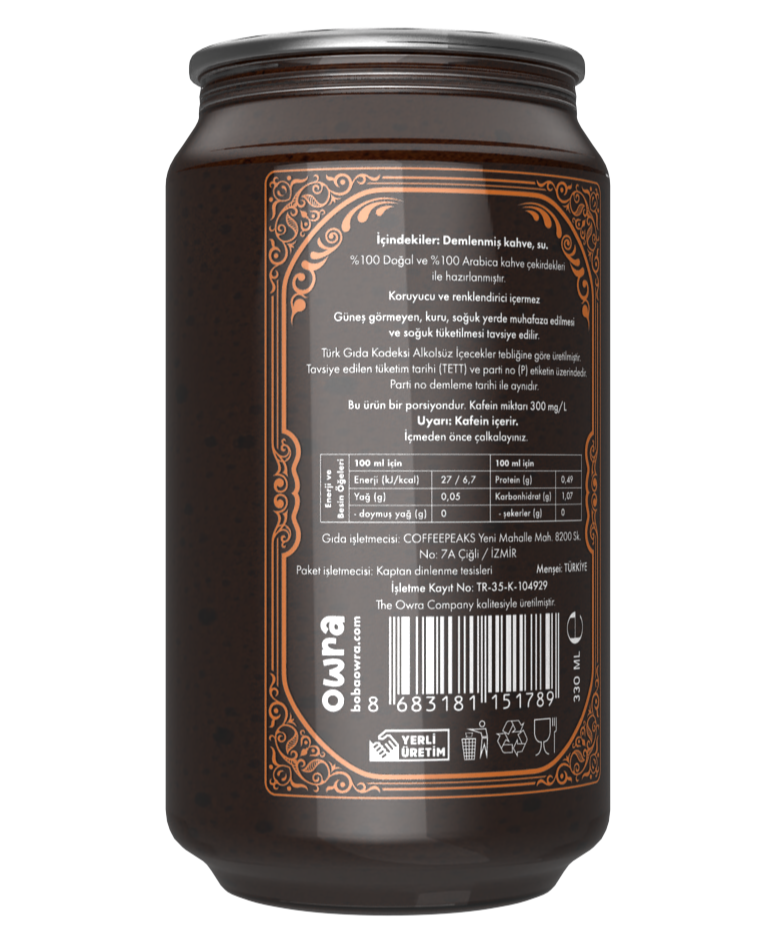 İçindekiler: Demlenmiş kahve, su.
%100 Doğal ve %100 Arabica kahve çekirdekleri
ile hazırlanmıştır.
Koruyucu ve renklendirici içermez
Güneş görmeyen, kuru, soğuk yerde muhafaza edilmesi
ve soğuk tüketilmesi tavsiye edilir.
Türk Gıda Kodeksi Alkolsüz İçecekler tebliğine göre üretilmiştir.
Tavsiye edilen tüketim tarihi (TETT) ve parti no (P) etiketin üzerindedir.
Parti no demleme tarihi ile aynıdır.
Bu ürün bir porsiyondur. Kafein miktarı 300 mg/L
Uyarı: Kafein içerir.
İçmeden önce çalkalayınız.
Enerji ve
Besin Öğeleri
100 ml için 100 ml için
Enerji (kJ/kcal) 27 / 6,7 Protein (g) 0,49
Yağ (g) 0,05 Karbonhidrat (g) 1,07
- doymuş yağ (g) 0 - şekerler (g) 0
Gıda işletmecisi: COFFEEPEAKS Yeni Mahalle Mah. 8200 Sk.
No: 7A Çiğli / İZMİR
Paket işletmecisi: Kaptan dinlenme tesisleri Menşei: TÜRKİYE
İşletme Kayıt No: TR-35-K-104929
The Owra Company kalitesiyle üretilmiştir.
owra
bobaowra.com
8 683181 151789
330 ML e
YERLİ
ÜRETİM